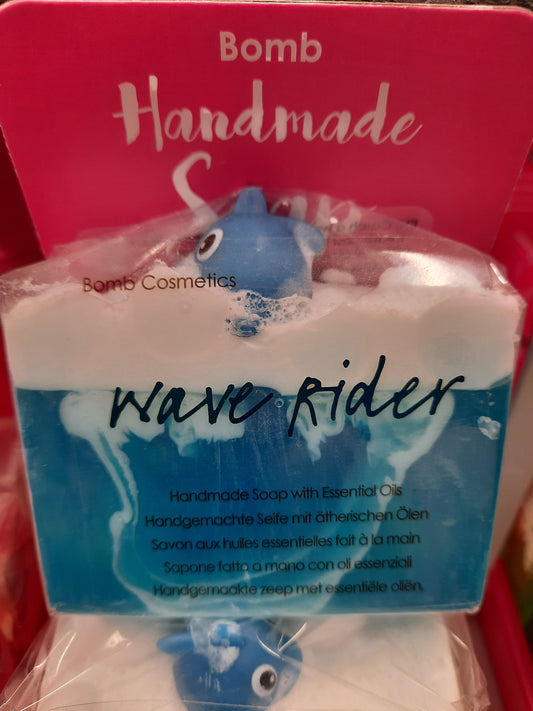 Bomb
Handmade
Soap
Bomb Cosmetics
wave Rider
Handmade Soap with Essential Oils
Handgemachte Seife mit ätherischen Ölen
Savon aux huiles essentielles fait à la main
Sapone fatto a mano con oli essenziali
Handgemaakte zeep met essentiële oliën.